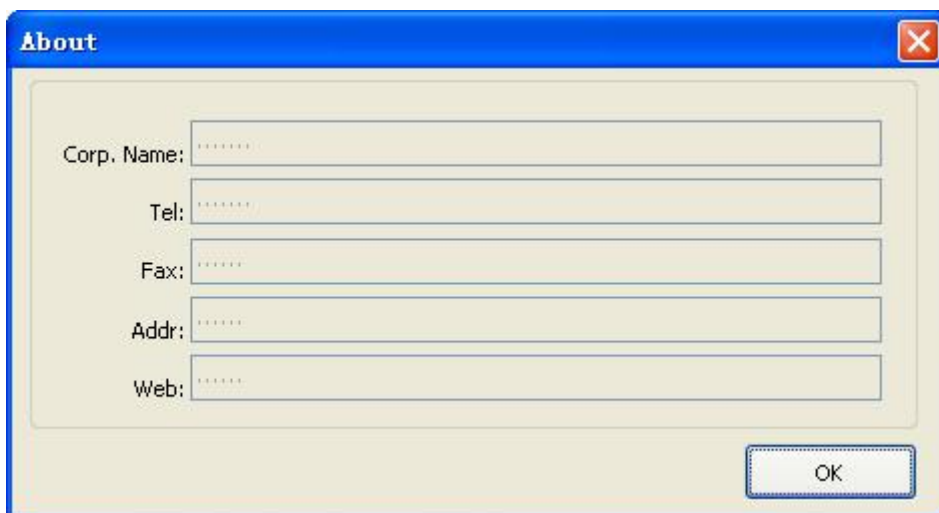 About
Corp. Name: .......
Tel: .......
Fax: ......
Addr: ......
Web: ......
OK